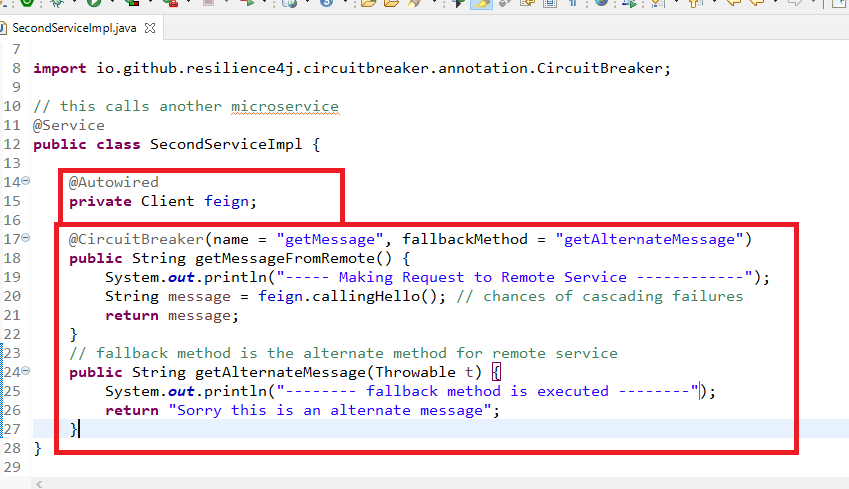 SecondServiceImpl.java
7
8 import io.github.resilience4j.circuitbreaker.annotation.CircuitBreaker;
9
10 // this calls another microservice
11 @Service
12 public class SecondServiceImpl {
13
14 @Autowired
15 private Client feign;
16
17 @CircuitBreaker(name = "getMessage", fallbackMethod = "getAlternateMessage")
18 public String getMessageFromRemote() {
19 System.out.println("----- Making Request to Remote Service ------------");
20 String message = feign.callingHello(); // chances of cascading failures
21 return message;
22 }
23 // fallback method is the alternate method for remote service
24 public String getAlternateMessage(Throwable t) {
25 System.out.println("-------- fallback method is executed --------");
26 return "Sorry this is an alternate message";
27 }
28 }
29